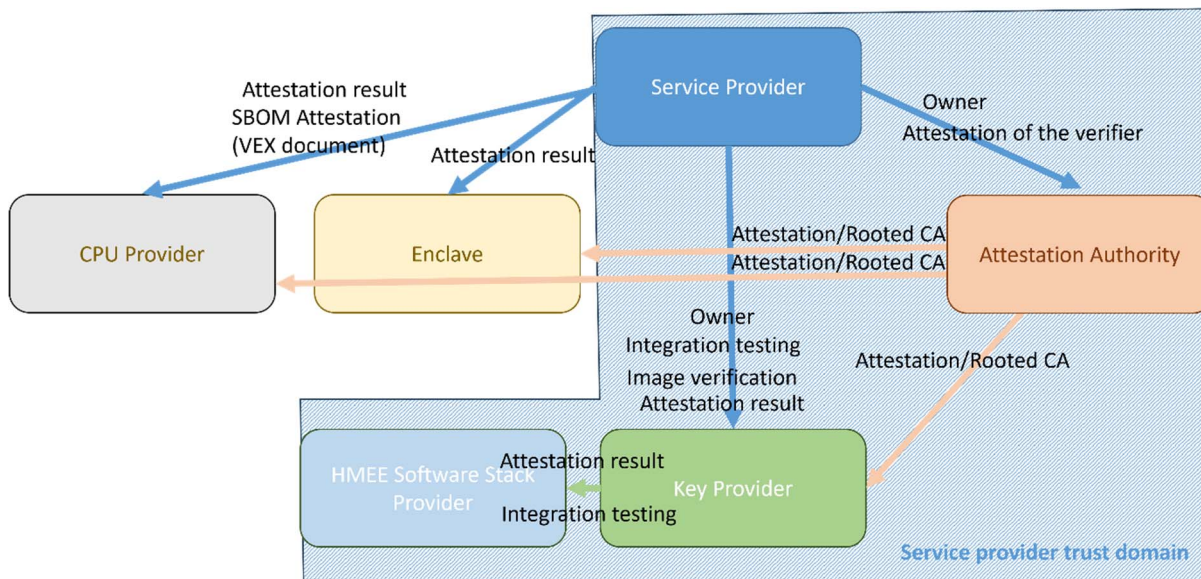 Service Provider
Attestation result
SBOM Attestation
(VEX document)
Attestation result
Owner
Attestation of the verifier
CPU Provider
Enclave
Attestation/Rooted CA
Attestation/Rooted CA
Attestation Authority
Owner
Integration testing
Image verification
Attestation result
Attestation/Rooted CA
HMEE Software Stack
Provider
Attestation result
Integration testing
Key Provider
Service provider trust domain